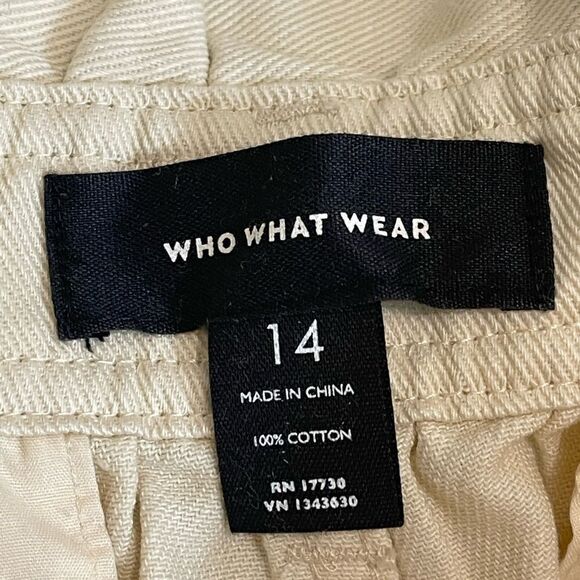 WHO WHAT WEAR
14
MADE IN CHINA
100% COTTON
RN 17730
VN 1343630